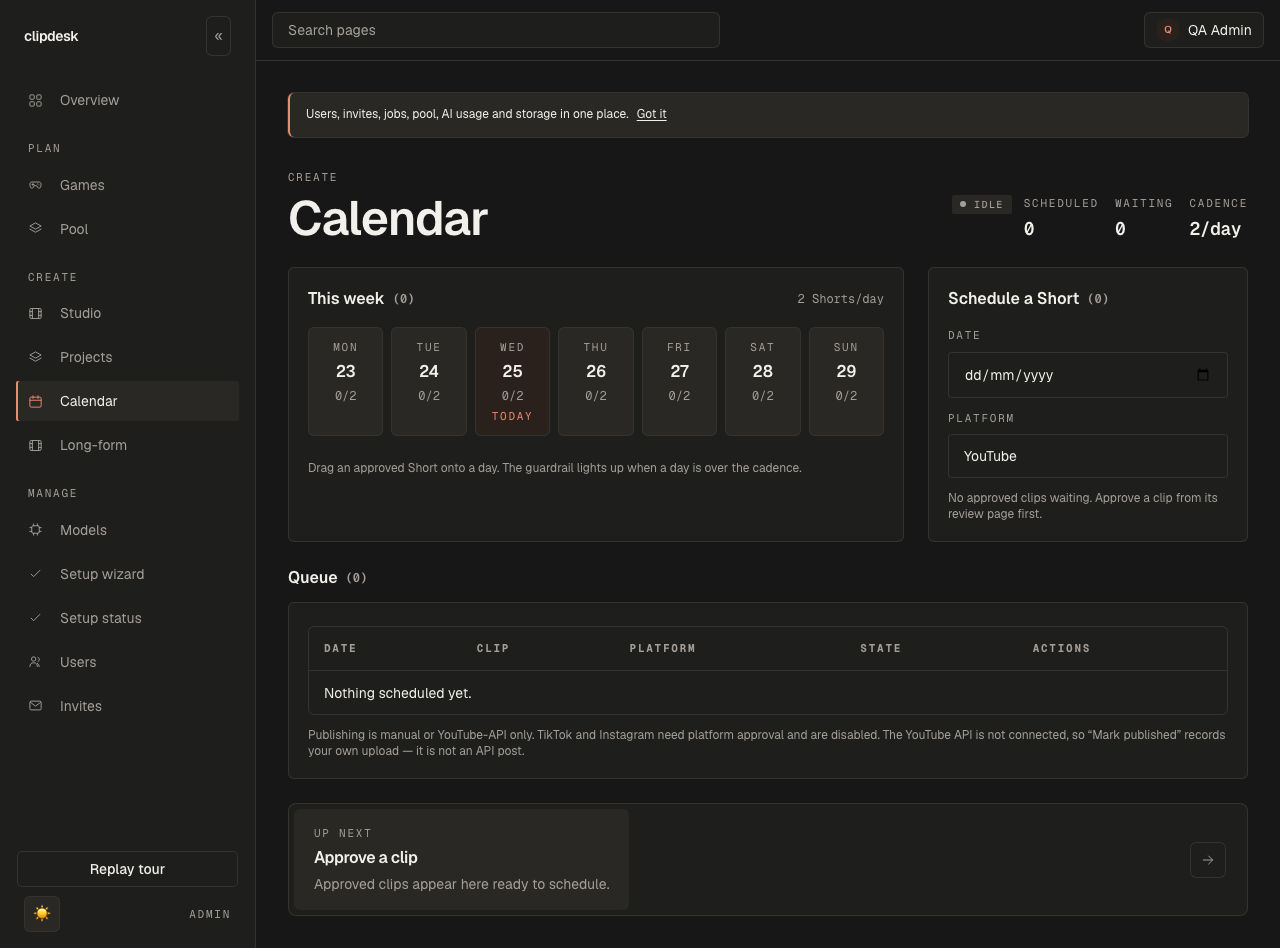 clipdesk
«
Search pages
Q
QA Admin
Overview
PLAN
Games
Pool
CREATE
Studio
Projects
Calendar
Long-form
MANAGE
Models
Setup wizard
Setup status
Users
Invites
Replay tour
ADMIN
Users, invites, jobs, pool, AI usage and storage in one place. Got it
CREATE
Calendar
IDLE
SCHEDULED
0
WAITING
0
CADENCE
2/day
This week (0)
2 Shorts/day
MON
23
0/2
TUE
24
0/2
WED
25
0/2
TODAY
THU
26
0/2
FRI
27
0/2
SAT
28
0/2
SUN
29
0/2
Drag an approved Short onto a day. The guardrail lights up when a day is over the cadence.
Schedule a Short (0)
DATE
dd/mm/yyyy
PLATFORM
YouTube
No approved clips waiting. Approve a clip from its
review page first.
Queue (0)
DATE CLIP PLATFORM STATE ACTIONS
Nothing scheduled yet.
Publishing is manual or YouTube-API only. TikTok and Instagram need platform approval and are disabled. The YouTube API is not connected, so “Mark published” records
your own upload — it is not an API post.
UP NEXT
Approve a clip
Approved clips appear here ready to schedule.
→